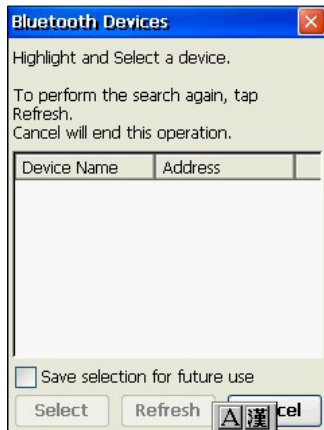 Bluetooth Devices
Highlight and Select a device.
To perform the search again, tap
Refresh.
Cancel will end this operation.
Device Name Address
Save selection for future use
Select Refresh A漢 cel